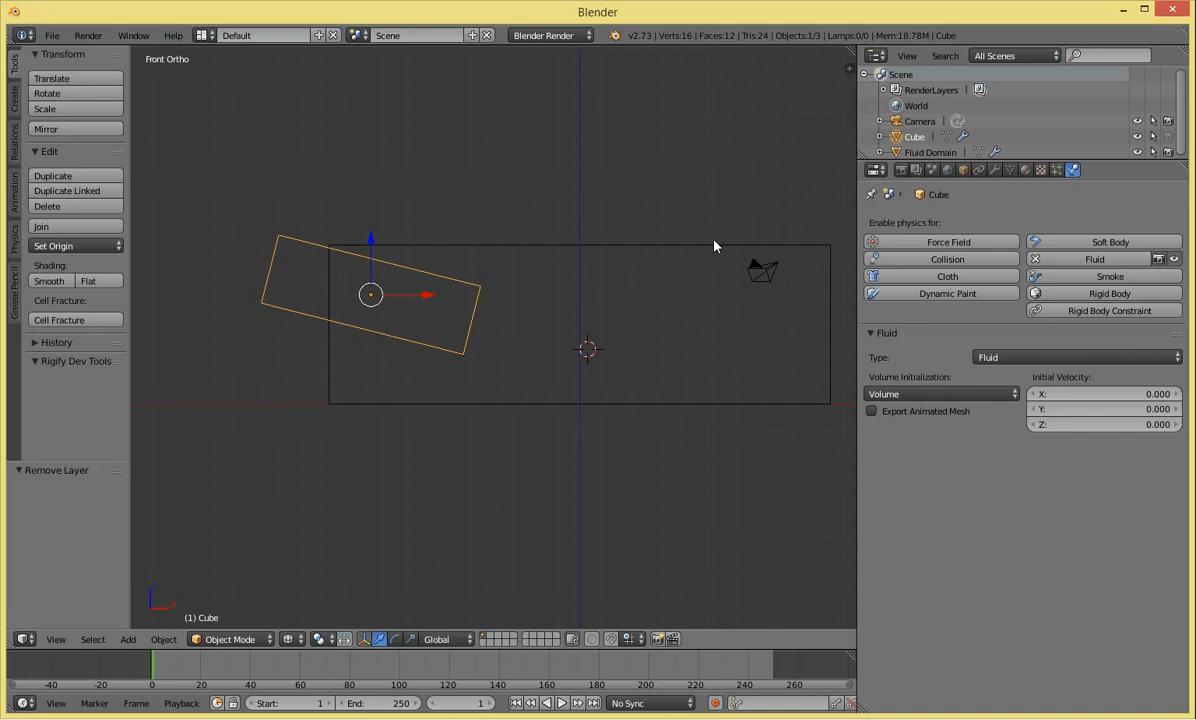 Blender
File Render Window Help Default Scene Blender Render v2.73 | Verts:16 | Faces:12 | Tris:24 | Objects:1/3 | Lamps:0/0 | Mem:18.78M | Cube
Tools
Create
Relations
Animation
Physics
Grease Pencil
Transform
Translate
Rotate
Scale
Mirror
Edit
Duplicate
Duplicate Linked
Delete
Join
Set Origin
Shading:
Smooth Flat
Cell Fracture:
Cell Fracture
History
Rigify Dev Tools
Remove Layer
Front Ortho
(1) Cube
View Select Add Object Object Mode Global
-40 -20 0 20 40 60 80 100 120 140 160 180 200 220 240 260
View Marker Frame Playback Start: 1 End: 250 1 No Sync
View Search All Scenes
Scene
RenderLayers
World
Camera
Cube
Fluid Domain
Cube
Enable physics for:
Force Field Soft Body
Collision Fluid
Cloth Smoke
Dynamic Paint Rigid Body
Rigid Body Constraint
Fluid
Type: Fluid
Volume Initialization: Initial Velocity:
Volume X: 0.000
Export Animated Mesh Y: 0.000
Z: 0.000